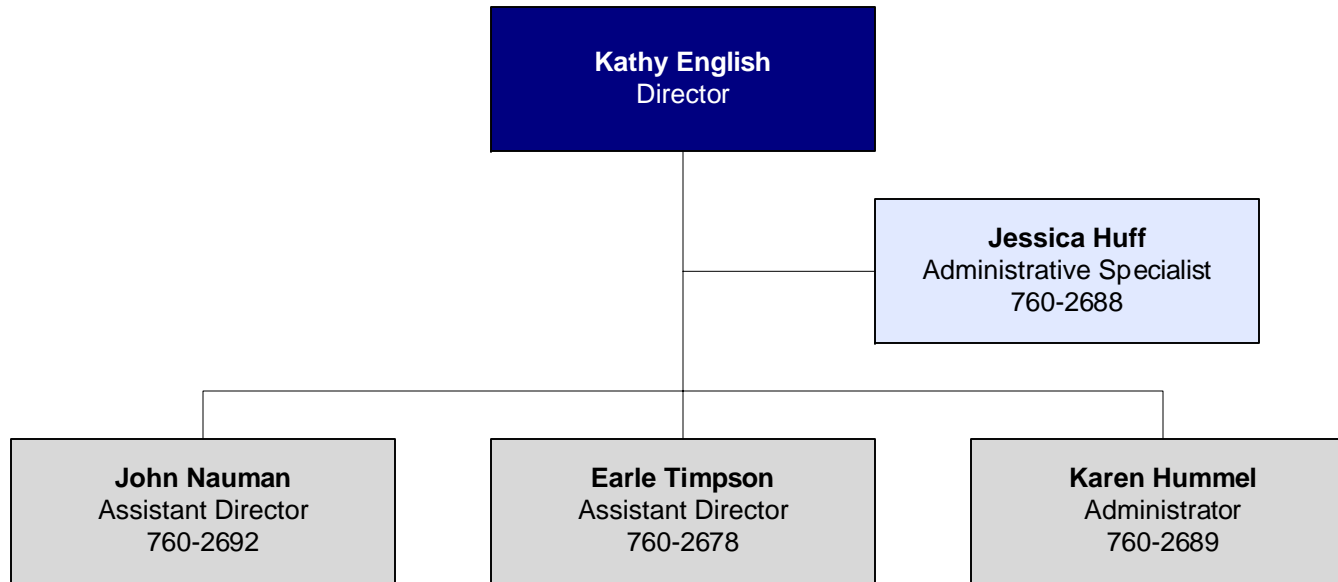 Kathy English
Director
Jessica Huff
Administrative Specialist
760-2688
John Nauman
Assistant Director
760-2692
Earle Timpson
Assistant Director
760-2678
Karen Hummel
Administrator
760-2689